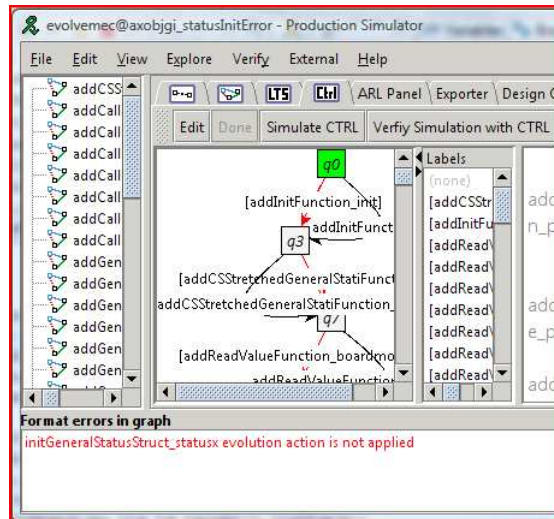 evolvemec@axobjgi_statusInitError - Production Simulator
File Edit View Explore Verify External Help
LTS Ctrl ARL Panel Exporter Design
Edit Done Simulate CTRL Verfiy Simulation with CTRL
addCSS
addCall
addCall
addCall
addCall
addCall
addCall
addCall
addCall
addGen
addGen
addGen
addGen
addGen
addGen
q0
[addInitFunction_init]
addInitFunct
q3
[addCSStretchedGeneralStatiFunct
addCSStretchedGeneralStatiFunction_
q7
[addReadValueFunction_boardmo
addReadValueFunction
Labels
(none)
[addCSStr
[addInitFu
[addReadV
[addReadV
[addReadV
[addReadV
[addReadV
[addReadV
add
n_p
add
e_p
add
Format errors in graph
initGeneralStatusStruct_statusx evolution action is not applied